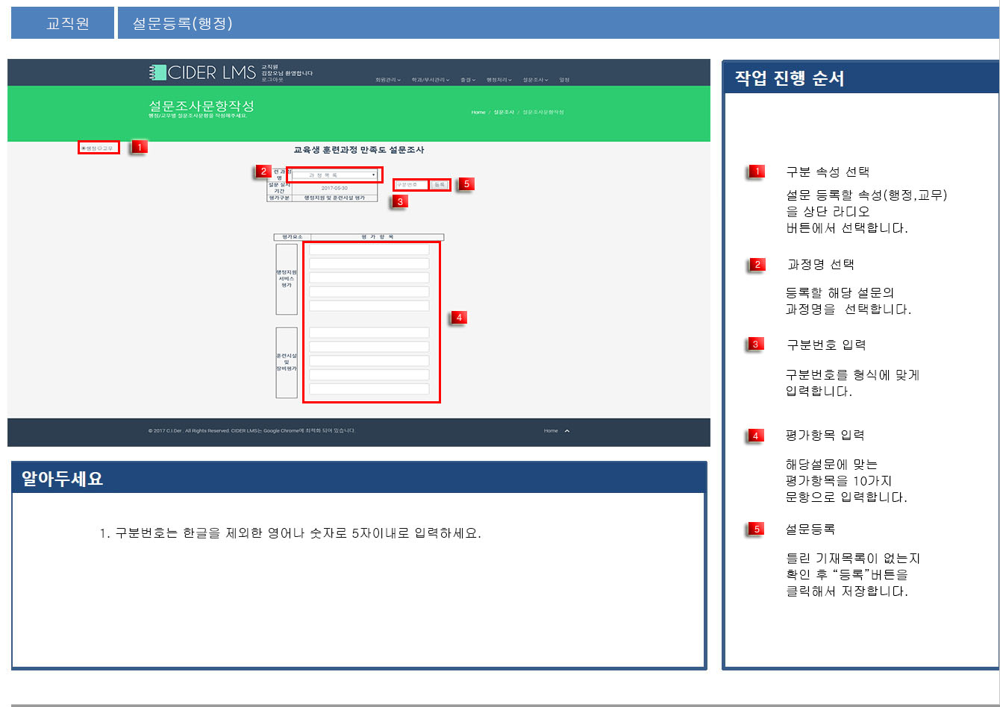 교직원
설문등록(행정)
CIDER LMS
교직원
김창오님 환영합니다
로그아웃
회원관리 학과/부서관리 출결 행정처리 설문조사 일정
설문조사문항작성
행정/교무별 설문조사문항을 작성해주세요.
Home / 설문조사 / 설문조사문항작성
행정 교무
1
교육생 훈련과정 만족도 설문조사
2
련 과정
명
과 정 목 록
설문 실시
기간
2017-05-30
평가구분
행정지원 및 훈련시설 평가
구분번호
등록
5
3
평가요소
평 가 항 목
행정지원
서비스
평가
4
훈련시설
및
장비평가
© 2017 C.I.Der . All Rights Reserved. CIDER LMS는 Google Chrome에 최적화 되어 있습니다.
Home
작업 진행 순서
1
구분 속성 선택
설문 등록할 속성(행정,교무)
을 상단 라디오
버튼에서 선택합니다.
2
과정명 선택
등록할 해당 설문의
과정명을 선택합니다.
3
구분번호 입력
구분번호를 형식에 맞게
입력합니다.
4
평가항목 입력
해당설문에 맞는
평가항목을 10가지
문항으로 입력합니다.
5
설문등록
틀린 기재목록이 없는지
확인 후 “등록”버튼을
클릭해서 저장합니다.
알아두세요
1. 구분번호는 한글을 제외한 영어나 숫자로 5자이내로 입력하세요.